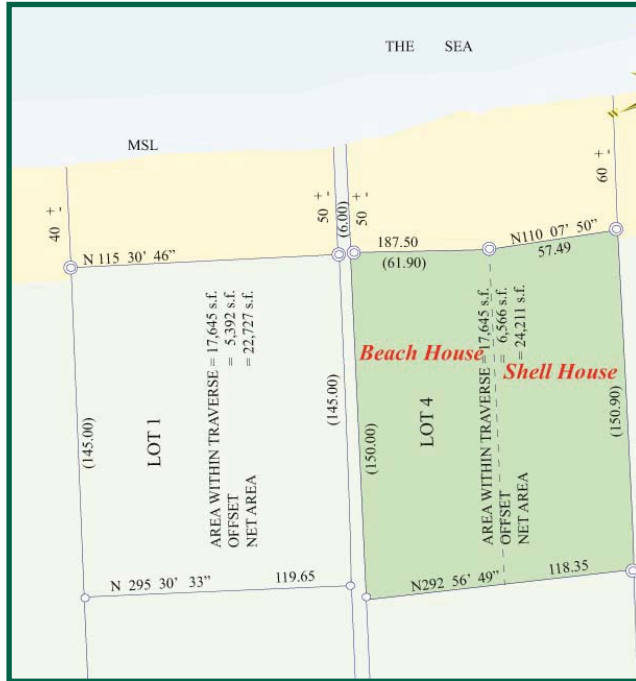 THE SEA
MSL
40 +-
50 +-
(6.00)
50 +-
60 +-
N 115 30' 46”
187.50
(61.90)
N110 07' 50”
57.49
(145.00)
LOT 1
AREA WITHIN TRAVERSE = 17,645 s.f.
OFFSET = 5,392 s.f.
NET AREA = 22,727 s.f.
(145.00)
(150.00)
Beach House
LOT 4
AREA WITHIN TRAVERSE = 17,645 s.f.
OFFSET = 6,566 s.f.
NET AREA = 24,211 s.f.
Shell House
(150.90)
N 295 30' 33”
119.65
N292 56' 49”
118.35